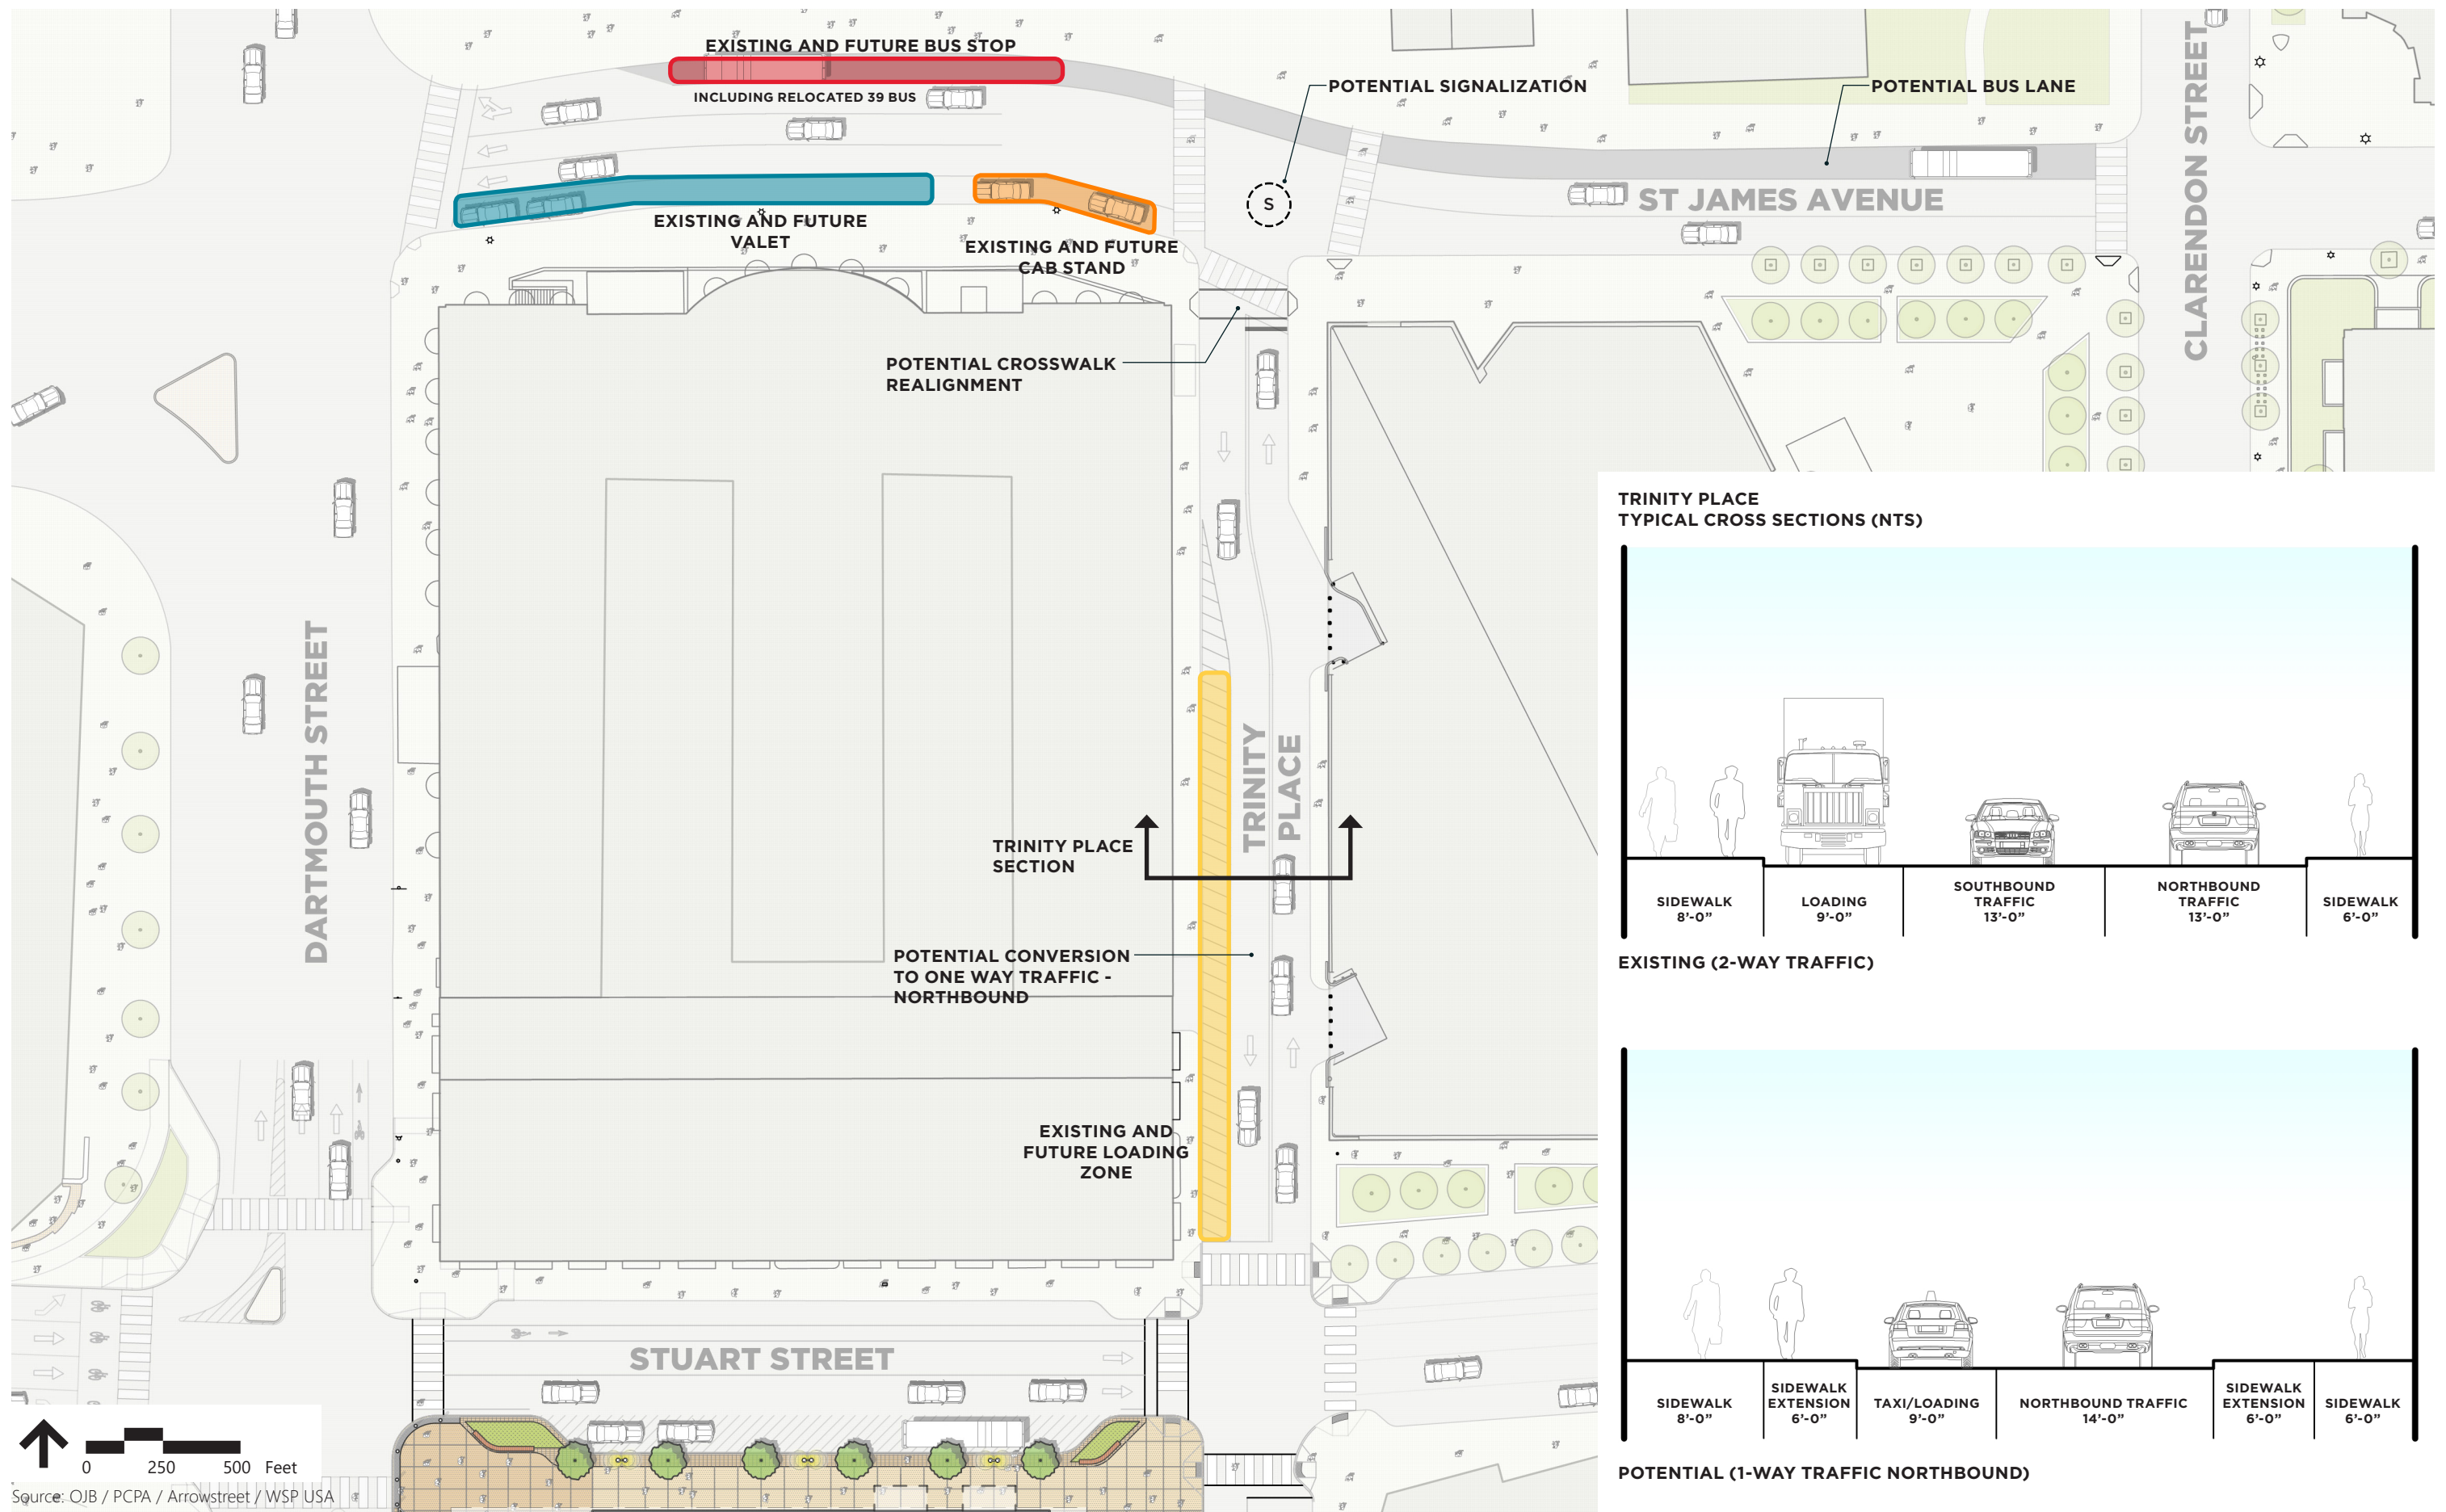 EXISTING AND FUTURE BUS STOP
INCLUDING RELOCATED 39 BUS
POTENTIAL SIGNALIZATION
POTENTIAL BUS LANE
CLARENDON STREET
S
ST JAMES AVENUE
EXISTING AND FUTURE
VALET
EXISTING AND FUTURE
CAB STAND
POTENTIAL CROSSWALK
REALIGNMENT
DARTMOUTH STREET
TRINITY
PLACE
TRINITY PLACE
SECTION
POTENTIAL CONVERSION
TO ONE WAY TRAFFIC -
NORTHBOUND
EXISTING AND
FUTURE LOADING
ZONE
STUART STREET
TRINITY PLACE
TYPICAL CROSS SECTIONS (NTS)
SIDEWALK
8'-0”
LOADING
9'-0”
SOUTHBOUND
TRAFFIC
13'-0”
NORTHBOUND
TRAFFIC
13'-0”
SIDEWALK
6'-0”
EXISTING (2-WAY TRAFFIC)
SIDEWALK
8'-0”
SIDEWALK
EXTENSION
6'-0”
TAXI/LOADING
9'-0”
NORTHBOUND TRAFFIC
14'-0”
SIDEWALK
EXTENSION
6'-0”
SIDEWALK
6'-0”
POTENTIAL (1-WAY TRAFFIC NORTHBOUND)
0 250 500 Feet
Source: OJB / PCPA / Arrowstreet / WSP USA